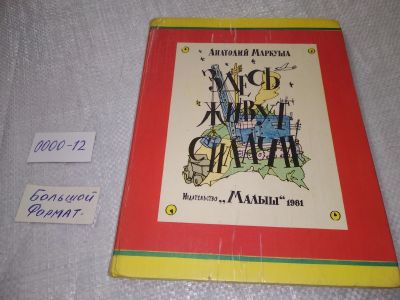 Анатолий Маркуша
ЗДЕСЬ
ЖИВУТ
СИЛАЧИ
Издательство „Малыш“ 1981
0000-12
Большой
Формат.